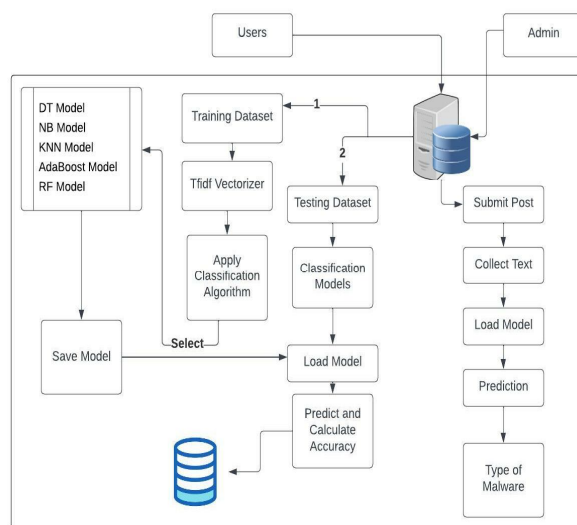 Users
Admin
DT Model
NB Model
KNN Model
AdaBoost Model
RF Model
Training Dataset
1
2
Tfidf Vectorizer
Testing Dataset
Submit Post
Apply
Classification
Algorithm
Classification
Models
Collect Text
Select
Save Model
Load Model
Load Model
Prediction
Predict and
Calculate
Accuracy
Type of
Malware